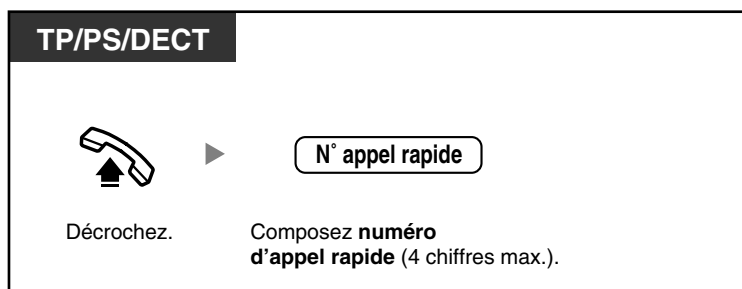 TP/PS/DECT
N° appel rapide
Décrochez.
Composez numéro
d'appel rapide (4 chiffres max.).